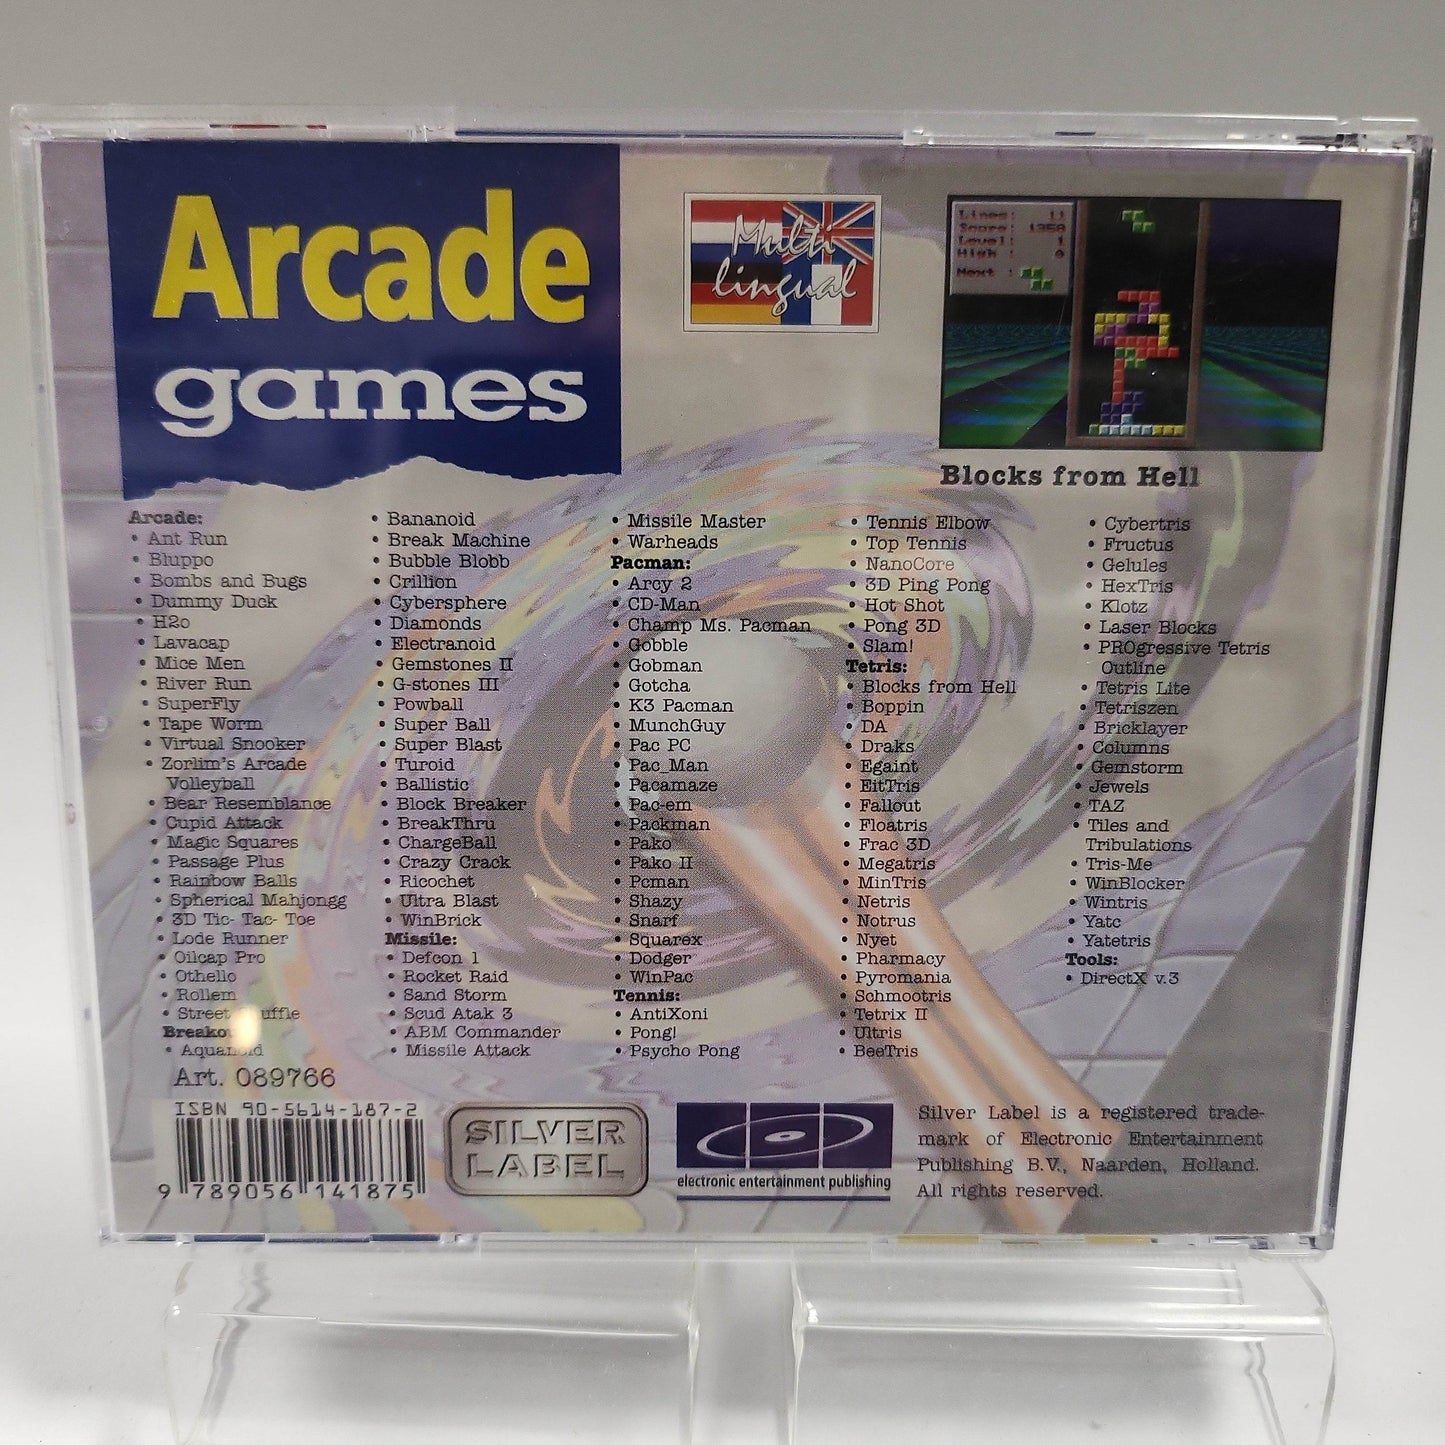 Arcade
games
Multi
lingual
Lines: 11
Score: 1358
Level: 1
High : 0
Next :
Blocks from Hell
Arcade:
• Ant Run
• Bluppo
• Bombs and Bugs
• Dummy Duck
• H2o
• Lavacap
• Mice Men
• River Run
• SuperFly
• Tape Worm
• Virtual Snooker
• Zorlim's Arcade
Volleyball
• Bear Resemblance
• Cupid Attack
• Magic Squares
• Passage Plus
• Rainbow Balls
• Spherical Mahjongg
• 3D Tic- Tac- Toe
• Lode Runner
• Oilcap Pro
• Othello
• Rollem
• Street
Breakou
• Aquanoid
• Bananoid
• Break Machine
• Bubble Blobb
• Crillion
• Cybersphere
• Diamonds
• Electranoid
• Gemstones II
• G-stones III
• Powball
• Super Ball
• Super Blast
• Turoid
• Ballistic
• Block Breaker
• BreakThru
• ChargeBall
• Crazy Crack
• Ricochet
• Ultra Blast
• WinBrick
Missile:
• Defcon 1
• Rocket Raid
• Sand Storm
• Scud Atak 3
• ABM Commander
• Missile Attack
• Missile Master
• Warheads
Pacman:
• Arcy 2
• CD-Man
• Champ Ms. Pacman
• Gobble
• Gobman
• Gotcha
• K3 Pacman
• MunchGuy
• Pac PC
• Pac_Man
• Pacamaze
• Pac-em
• Packman
• Pako
• Pako II
• Pcman
• Shazy
• Snarf
• Squarex
• Dodger
• WinPac
Tennis:
• AntiXoni
• Pong!
• Psycho Pong
• Tennis Elbow
• Top Tennis
• NanoCore
• 3D Ping Pong
• Hot Shot
• Pong 3D
• Slam!
Tetris:
• Blocks from Hell
• Boppin
• DA
• Draks
• Egaint
• EitTris
• Fallout
• Floatris
• Frac 3D
• Megatris
• MinTris
• Netris
• Notrus
• Nyet
• Pharmacy
• Pyromania
• Schmootris
• Tetrix II
• Ultris
• BeeTris
• Cybertris
• Fructus
• Gelules
• HexTris
• Klotz
• Laser Blocks
• PROgressive Tetris
Outline
• Tetris Lite
• Tetriszen
• Bricklayer
• Columns
• Gemstorm
• Jewels
• TAZ
• Tiles and
Tribulations
• Tris-Me
• WinBlocker
• Wintris
• Yatc
• Yatetris
Tools:
• DirectX v.3
Art. 089766
ISBN 90-5614-187-2
9 789056 141875
SILVER
LABEL
electronic entertainment publishing
Silver Label is a registered trade-
mark of Electronic Entertainment
Publishing B.V., Naarden, Holland.
All rights reserved.